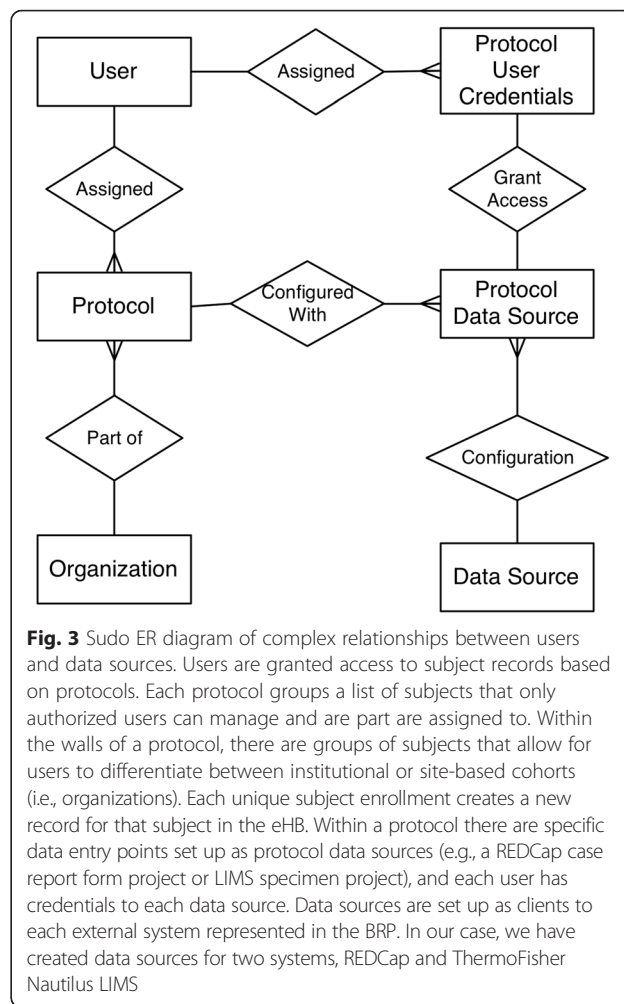 User
Assigned
Protocol
User
Credentials
Assigned
Grant
Access
Protocol
Configured
With
Protocol
Data Source
Part of
Configuration
Organization
Data Source
Fig. 3 Sudo ER diagram of complex relationships between users
and data sources. Users are granted access to subject records based
on protocols. Each protocol groups a list of subjects that only
authorized users can manage and are part are assigned to. Within
the walls of a protocol, there are groups of subjects that allow for
users to differentiate between institutional or site-based cohorts
(i.e., organizations). Each unique subject enrollment creates a new
record for that subject in the eHB. Within a protocol there are specific
data entry points set up as protocol data sources (e.g., a REDCap case
report form project or LIMS specimen project), and each user has
credentials to each data source. Data sources are set up as clients to
each external system represented in the BRP. In our case, we have
created data sources for two systems, REDCap and ThermoFisher
Nautilus LIMS